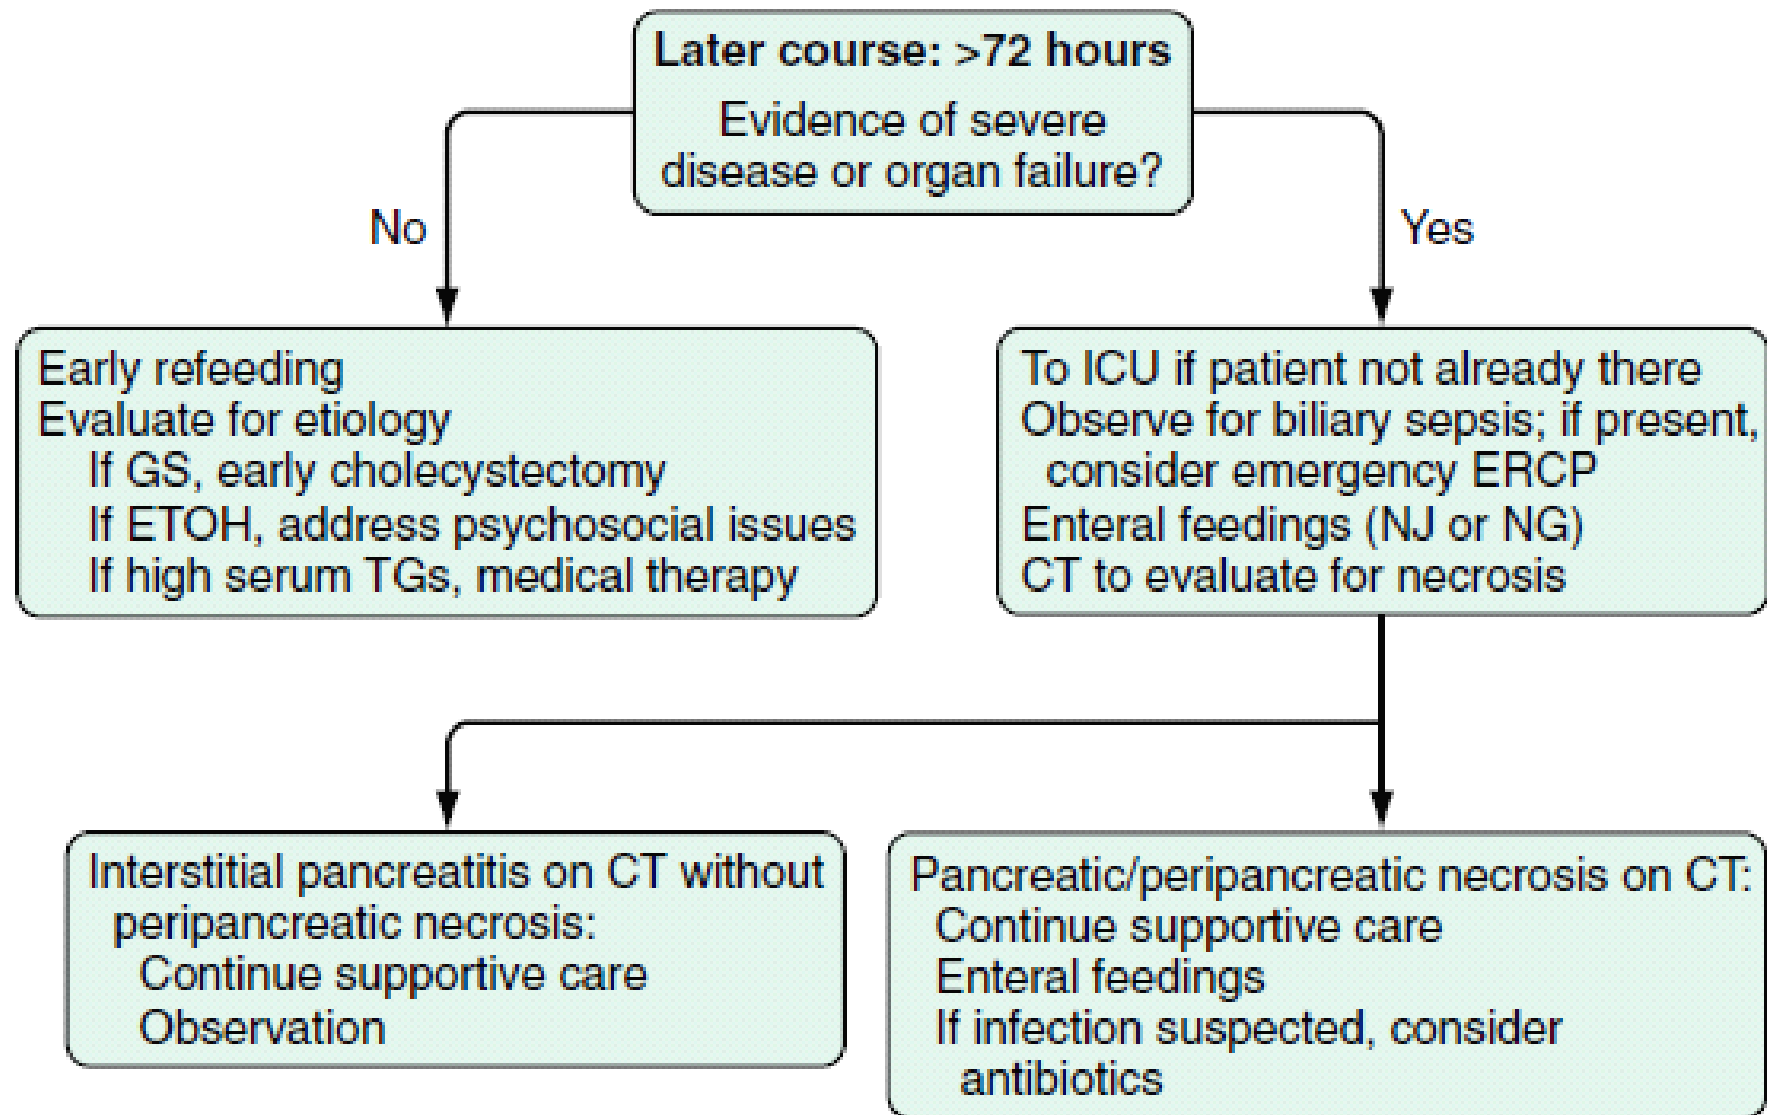 Later course: >72 hours
Evidence of severe
disease or organ failure?
No
Yes
Early refeeding
Evaluate for etiology
If GS, early cholecystectomy
If ETOH, address psychosocial issues
If high serum TGs, medical therapy
To ICU if patient not already there
Observe for biliary sepsis; if present,
consider emergency ERCP
Enteral feedings (NJ or NG)
CT to evaluate for necrosis
Interstitial pancreatitis on CT without
peripancreatic necrosis:
Continue supportive care
Observation
Pancreatic/peripancreatic necrosis on CT:
Continue supportive care
Enteral feedings
If infection suspected, consider
antibiotics